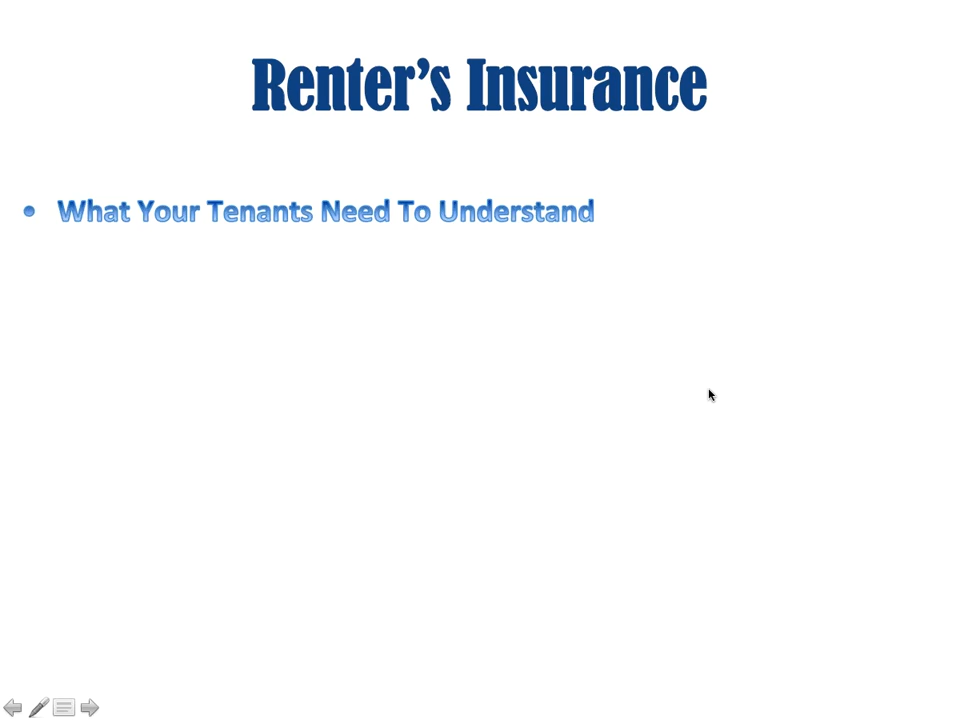 Renter’s Insurance
• What Your Tenants Need To Understand